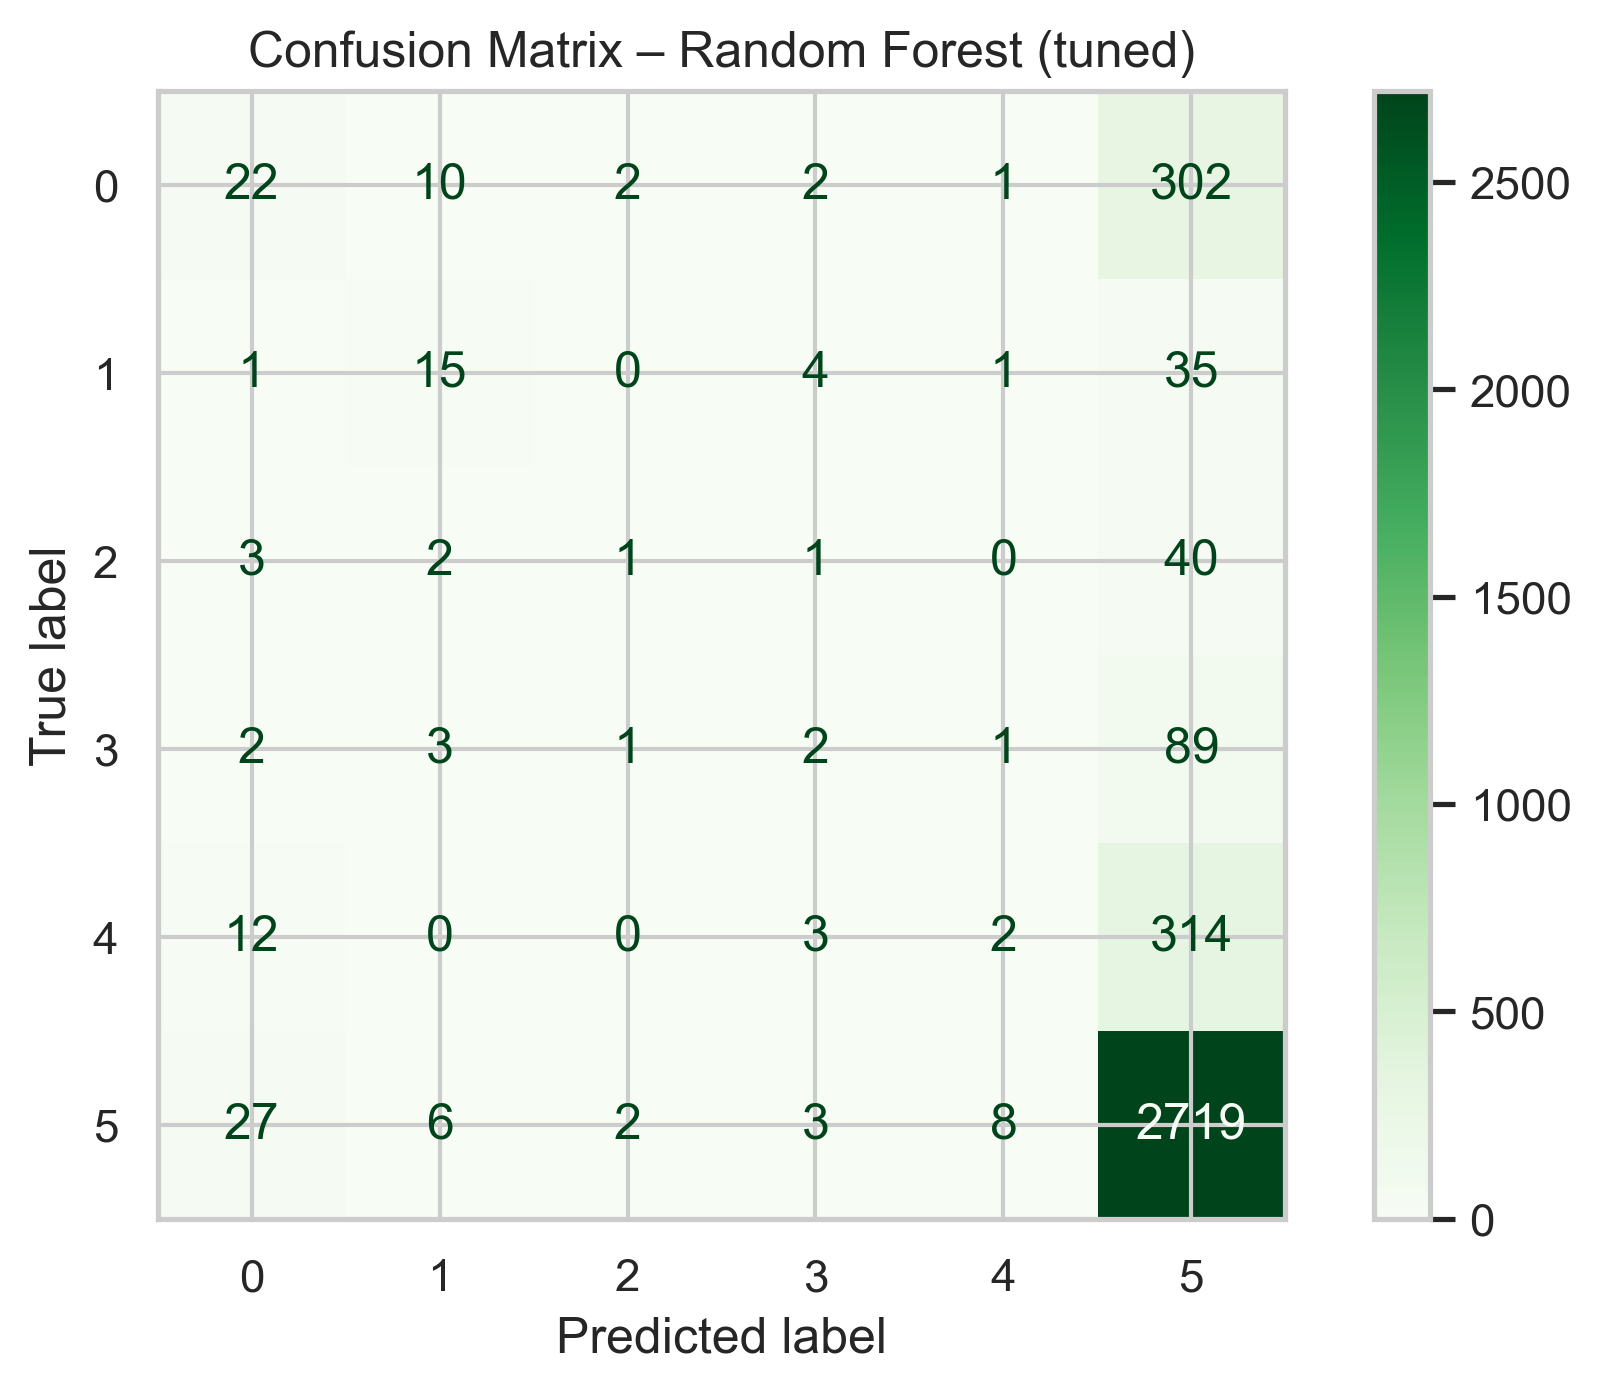 Confusion Matrix – Random Forest (tuned)
0 22 10 2 2 1 302
1 1 15 0 4 1 35
2 3 2 1 1 0 40
3 2 3 1 2 1 89
4 12 0 0 3 2 314
5 27 6 2 3 8 2719
0 1 2 3 4 5
Predicted label
True label
2500
2000
1500
1000
500
0